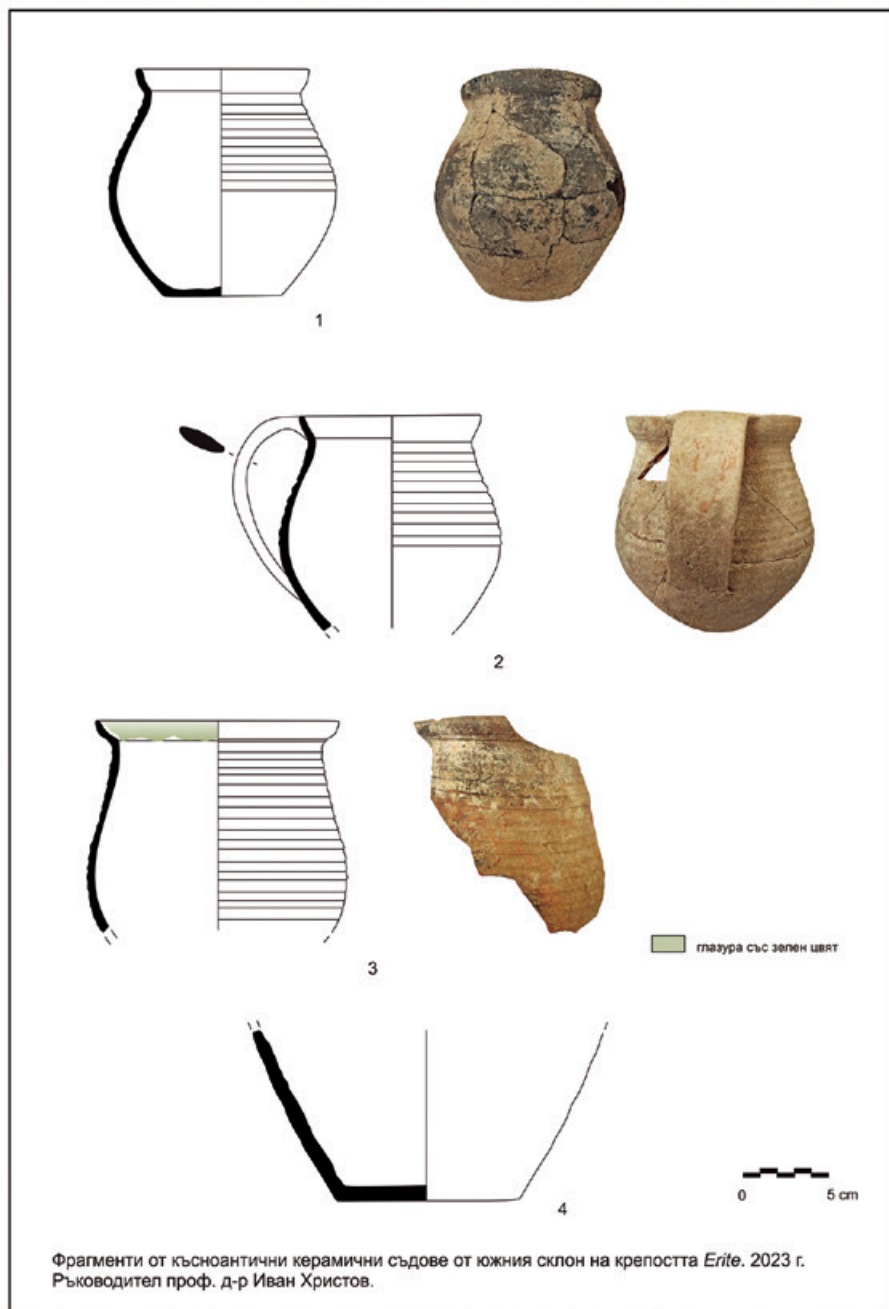 1
2
3
глазура със зелен цвят
4
0 5 cm
Фрагменти от късноантични керамични съдове от южния склон на крепостта Erite. 2023 г.
Ръководител проф. д-р Иван Христов.